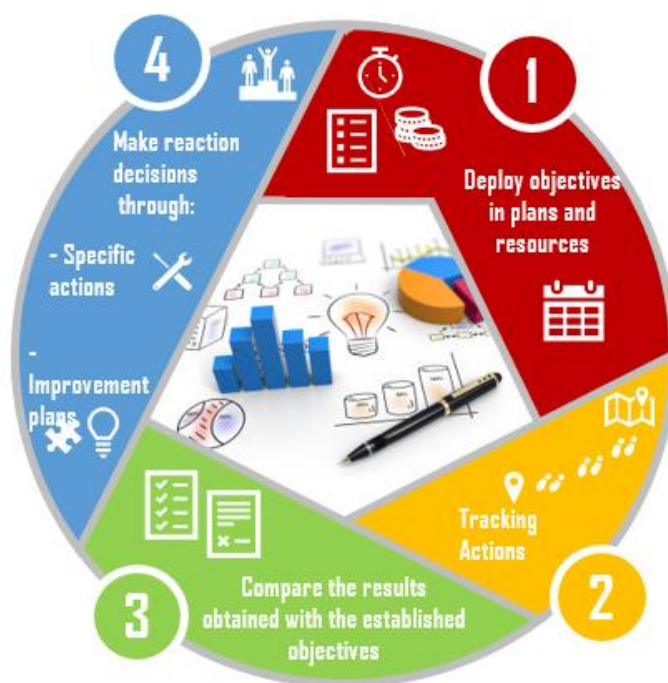 1
Deploy objectives
in plans and
resources
2
Tracking
Actions
3
Compare the results
obtained with the established
objectives
4
Make reaction
decisions
through:
- Specific
actions
-
Improvement
plans